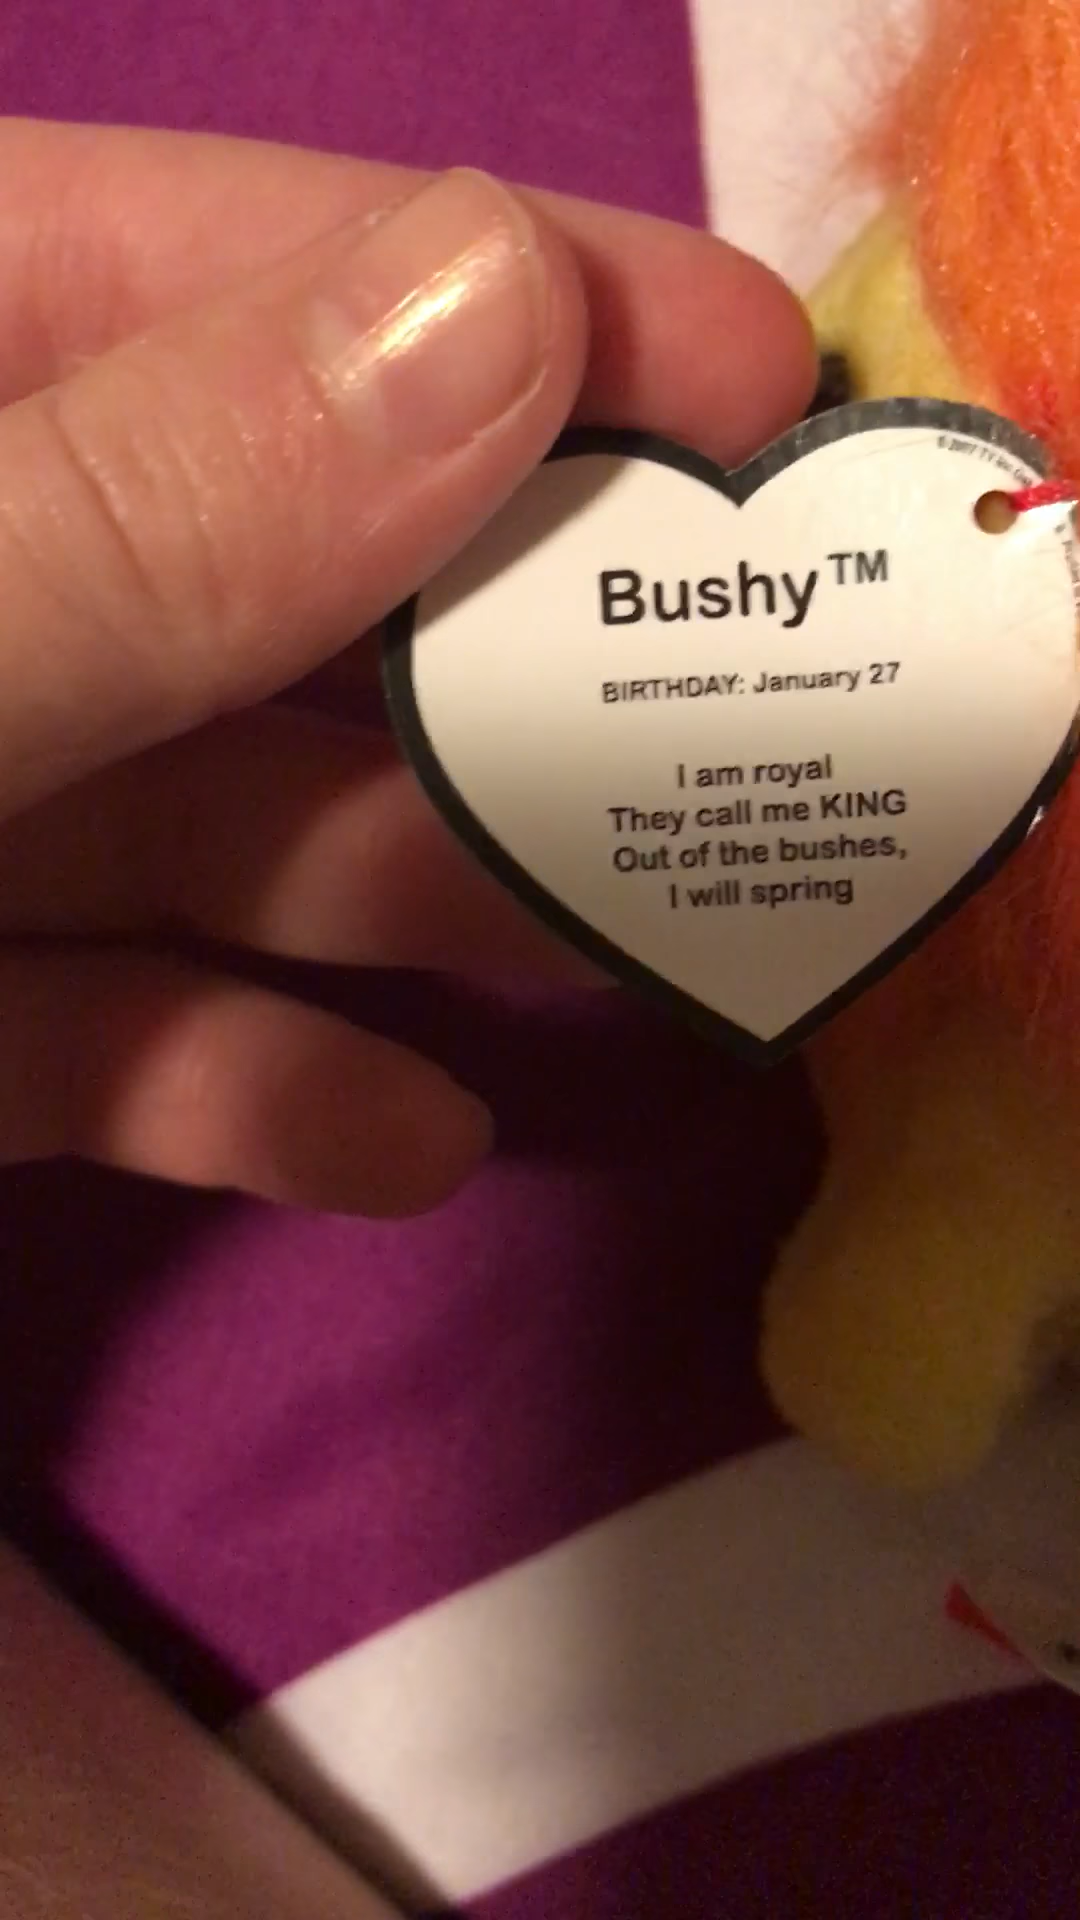 Bushy™
BIRTHDAY: January 27
I am royal
They call me KING
Out of the bushes,
I will spring